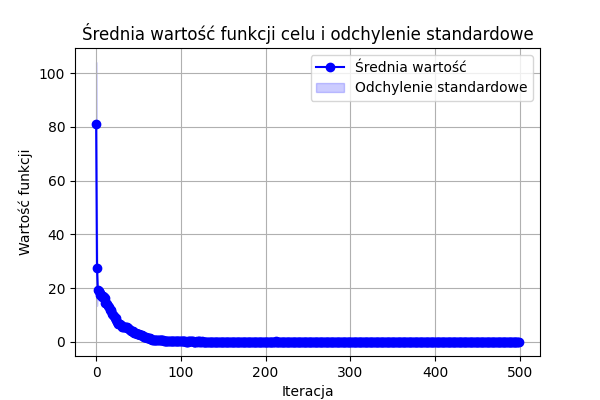 Średnia wartość funkcji celu i odchylenie standardowe
Średnia wartość
Odchylenie standardowe
Wartość funkcji
100
80
60
40
20
0
0 100 200 300 400 500
Iteracja